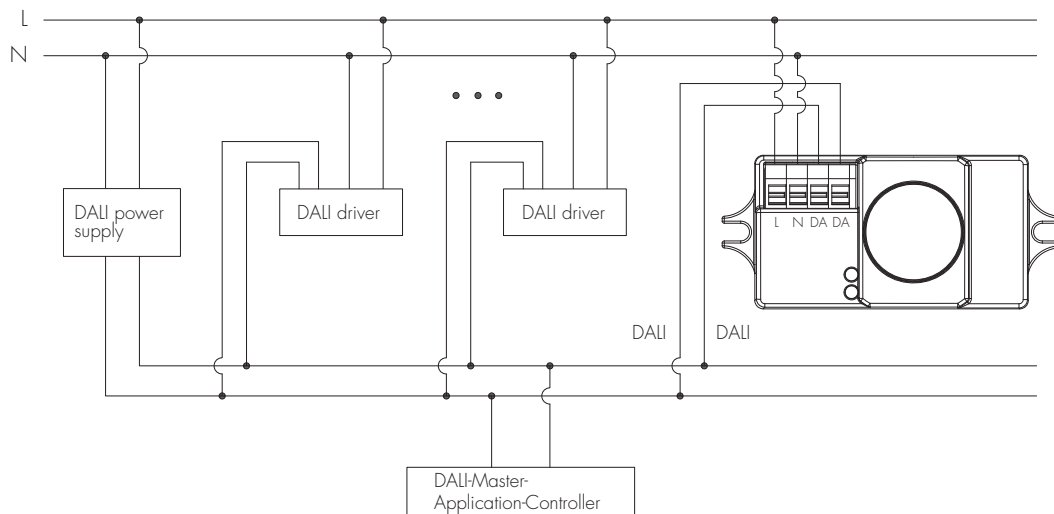 L
N
DALI power
supply
DALI driver
DALI driver
L N DA DA
DALI
DALI
DALI-Master-
Application-Controller